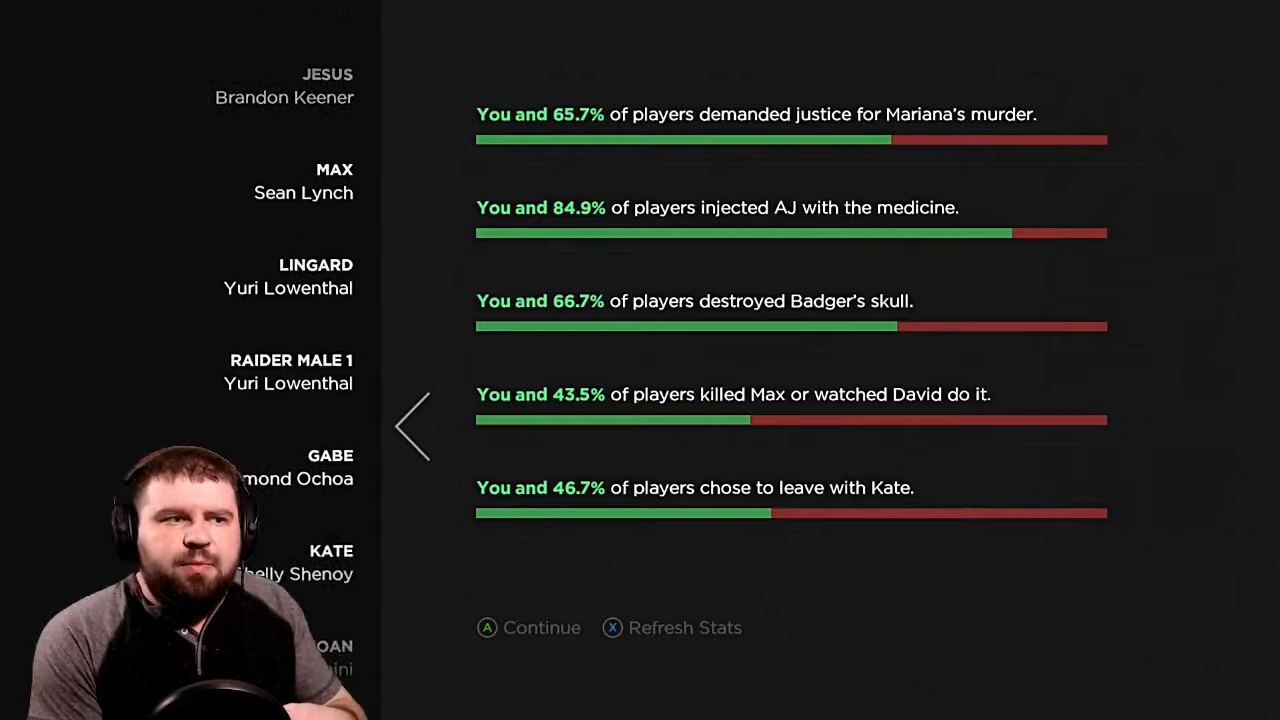 JESUS
Brandon Keener
MAX
Sean Lynch
LINGARD
Yuri Lowenthal
RAIDER MALE 1
Yuri Lowenthal
GABE
Ochoa
KATE
Shenoy
You and 65.7% of players demanded justice for Mariana's murder.
You and 84.9% of players injected AJ with the medicine.
You and 66.7% of players destroyed Badger's skull.
You and 43.5% of players killed Max or watched David do it.
You and 46.7% of players chose to leave with Kate.
A Continue X Refresh Stats